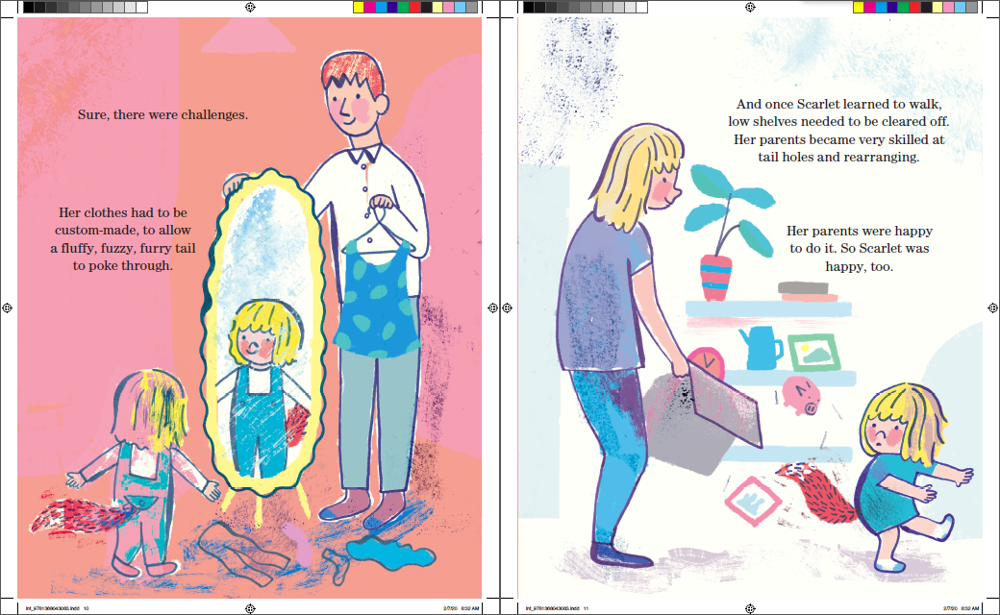 Sure, there were challenges.
Her clothes had to be
custom-made, to allow
a fluffy, fuzzy, furry tail
to poke through.
And once Scarlet learned to walk,
low shelves needed to be cleared off.
Her parents became very skilled at
tail holes and rearranging.
Her parents were happy
to do it. So Scarlet was
happy, too.
int_9781368043083.indd 10
2/7/20 8:32 AM
int_9781368043083.indd 11
2/7/20 8:32 AM